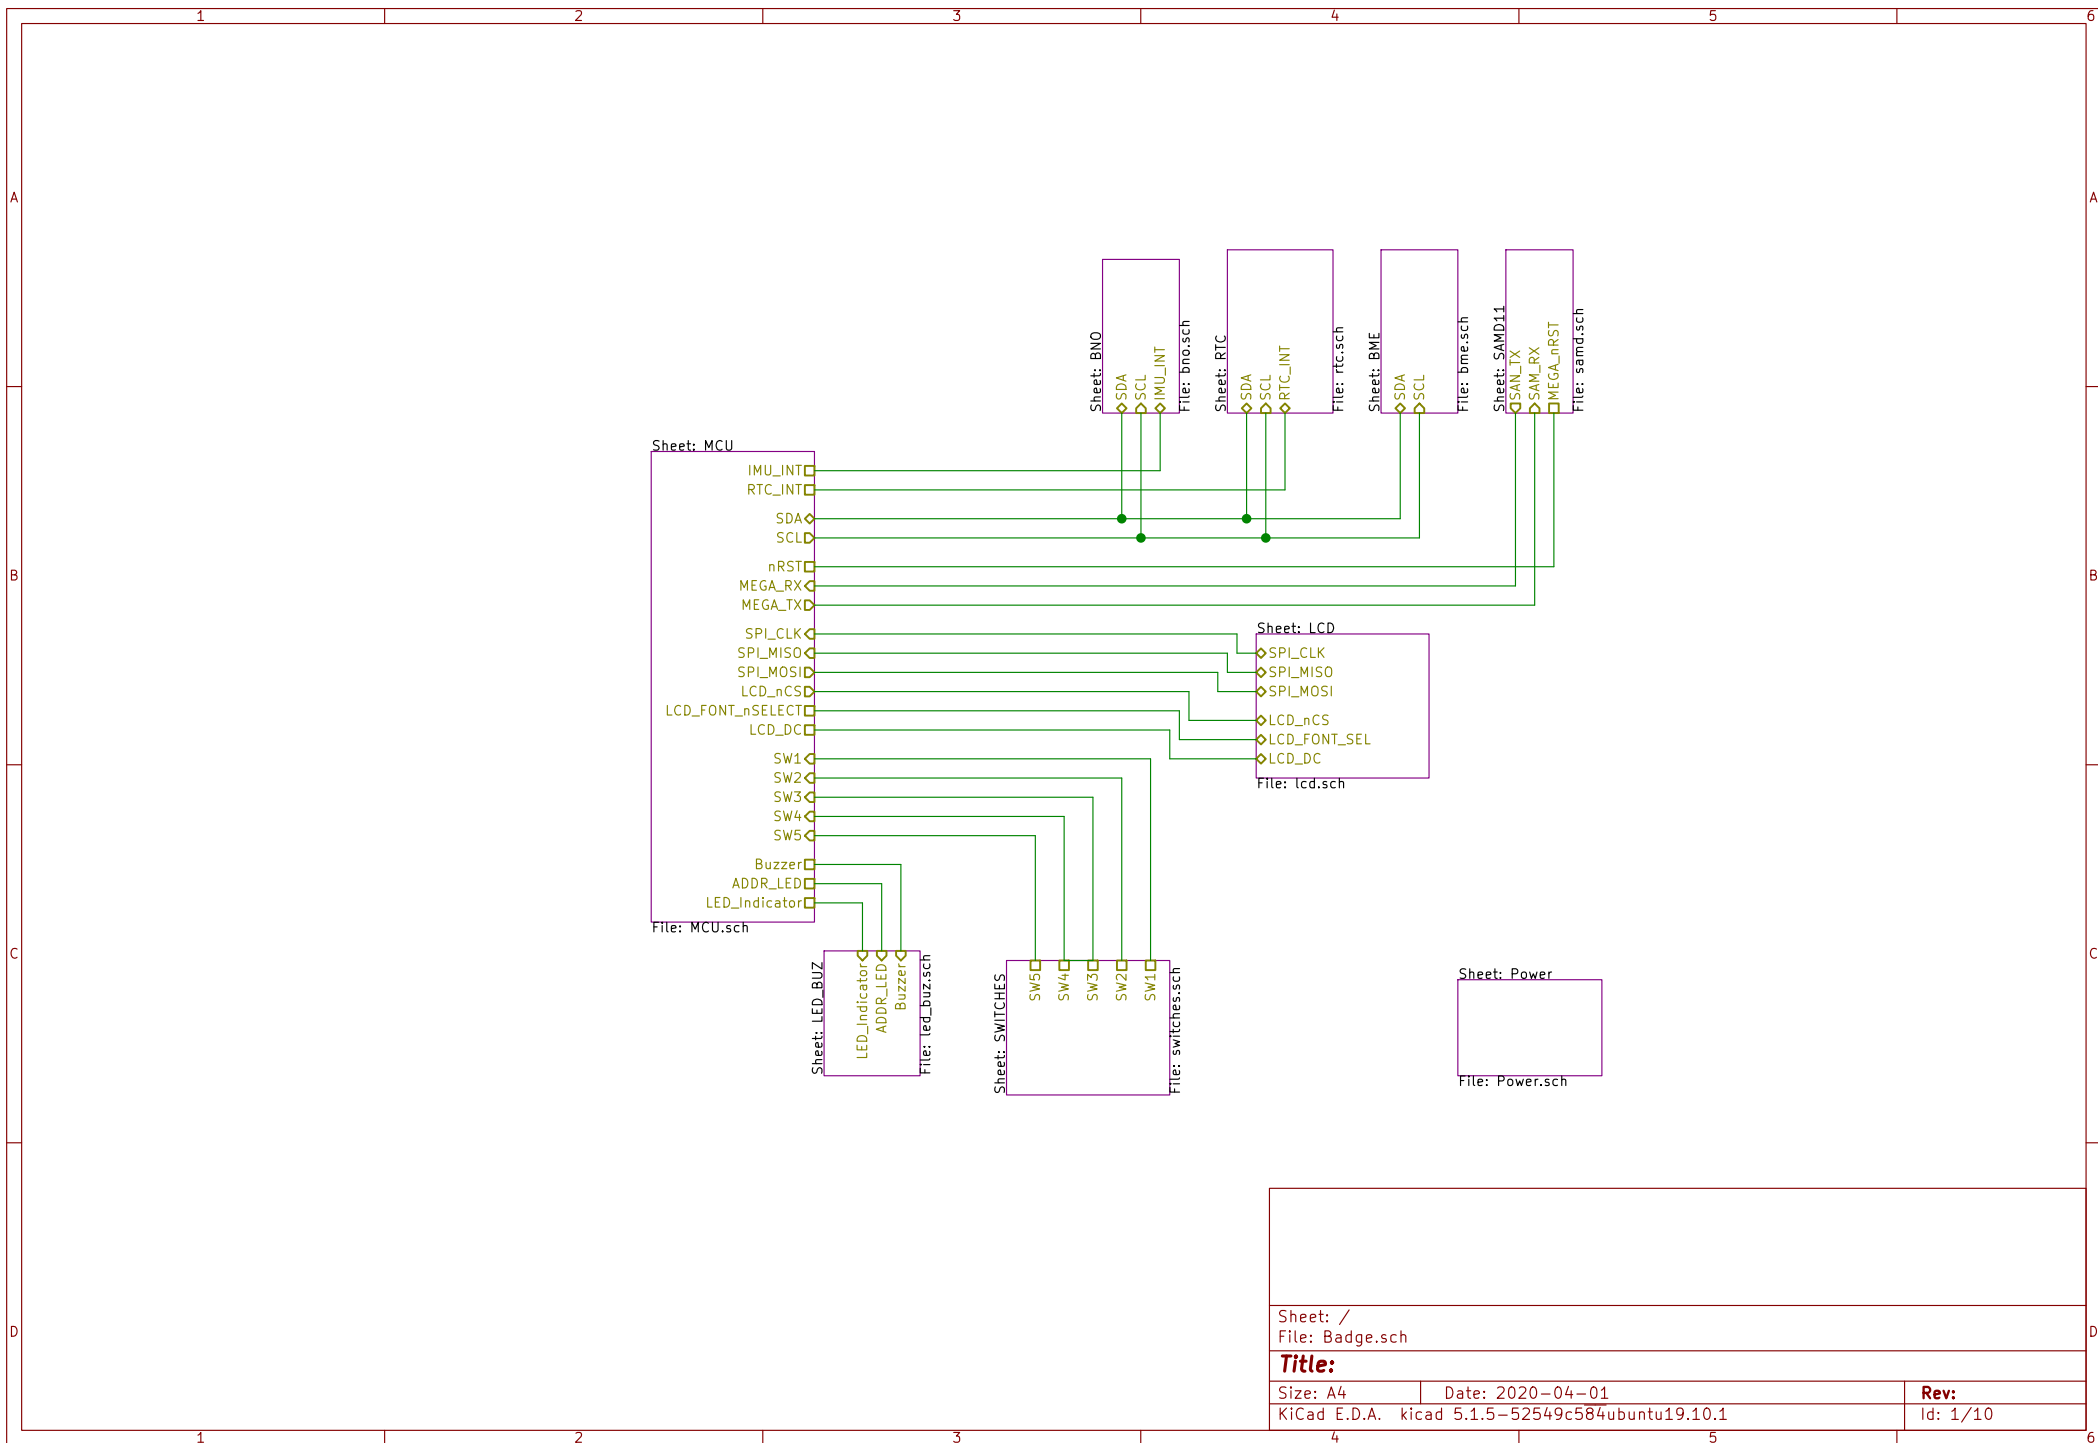 1 2 3 4 5 6
A A
B B
C C
D D
Sheet: BNO
SDA
SCL
IMU_INT
File: bno.sch
Sheet: RTC
SDA
SCL
RTC_INT
File: rtc.sch
Sheet: BME
SDA
SCL
File: bme.sch
Sheet: SAMD11
SAN_TX
SAM_RX
MEGA_nRST
File: samd.sch
Sheet: MCU
IMU_INT
RTC_INT
SDA
SCL
nRST
MEGA_RX
MEGA_TX
SPI_CLK
SPI_MISO
SPI_MOSI
LCD_nCS
LCD_FONT_nSELECT
LCD_DC
SW1
SW2
SW3
SW4
SW5
Buzzer
ADDR_LED
LED_Indicator
File: MCU.sch
Sheet: LCD
SPI_CLK
SPI_MISO
SPI_MOSI
LCD_nCS
LCD_FONT_SEL
LCD_DC
File: lcd.sch
Sheet: LED_BUZ
LED_Indicator
ADDR_LED
Buzzer
File: led_buz.sch
Sheet: SWITCHES
SW5
SW4
SW3
SW2
SW1
File: switches.sch
Sheet: Power
File: Power.sch
Sheet: /
File: Badge.sch
Title:
Size: A4 Date: 2020-04-01 Rev:
KiCad E.D.A. kicad 5.1.5-52549c584ubuntu19.10.1 Id: 1/10
1 2 3 4 5 6